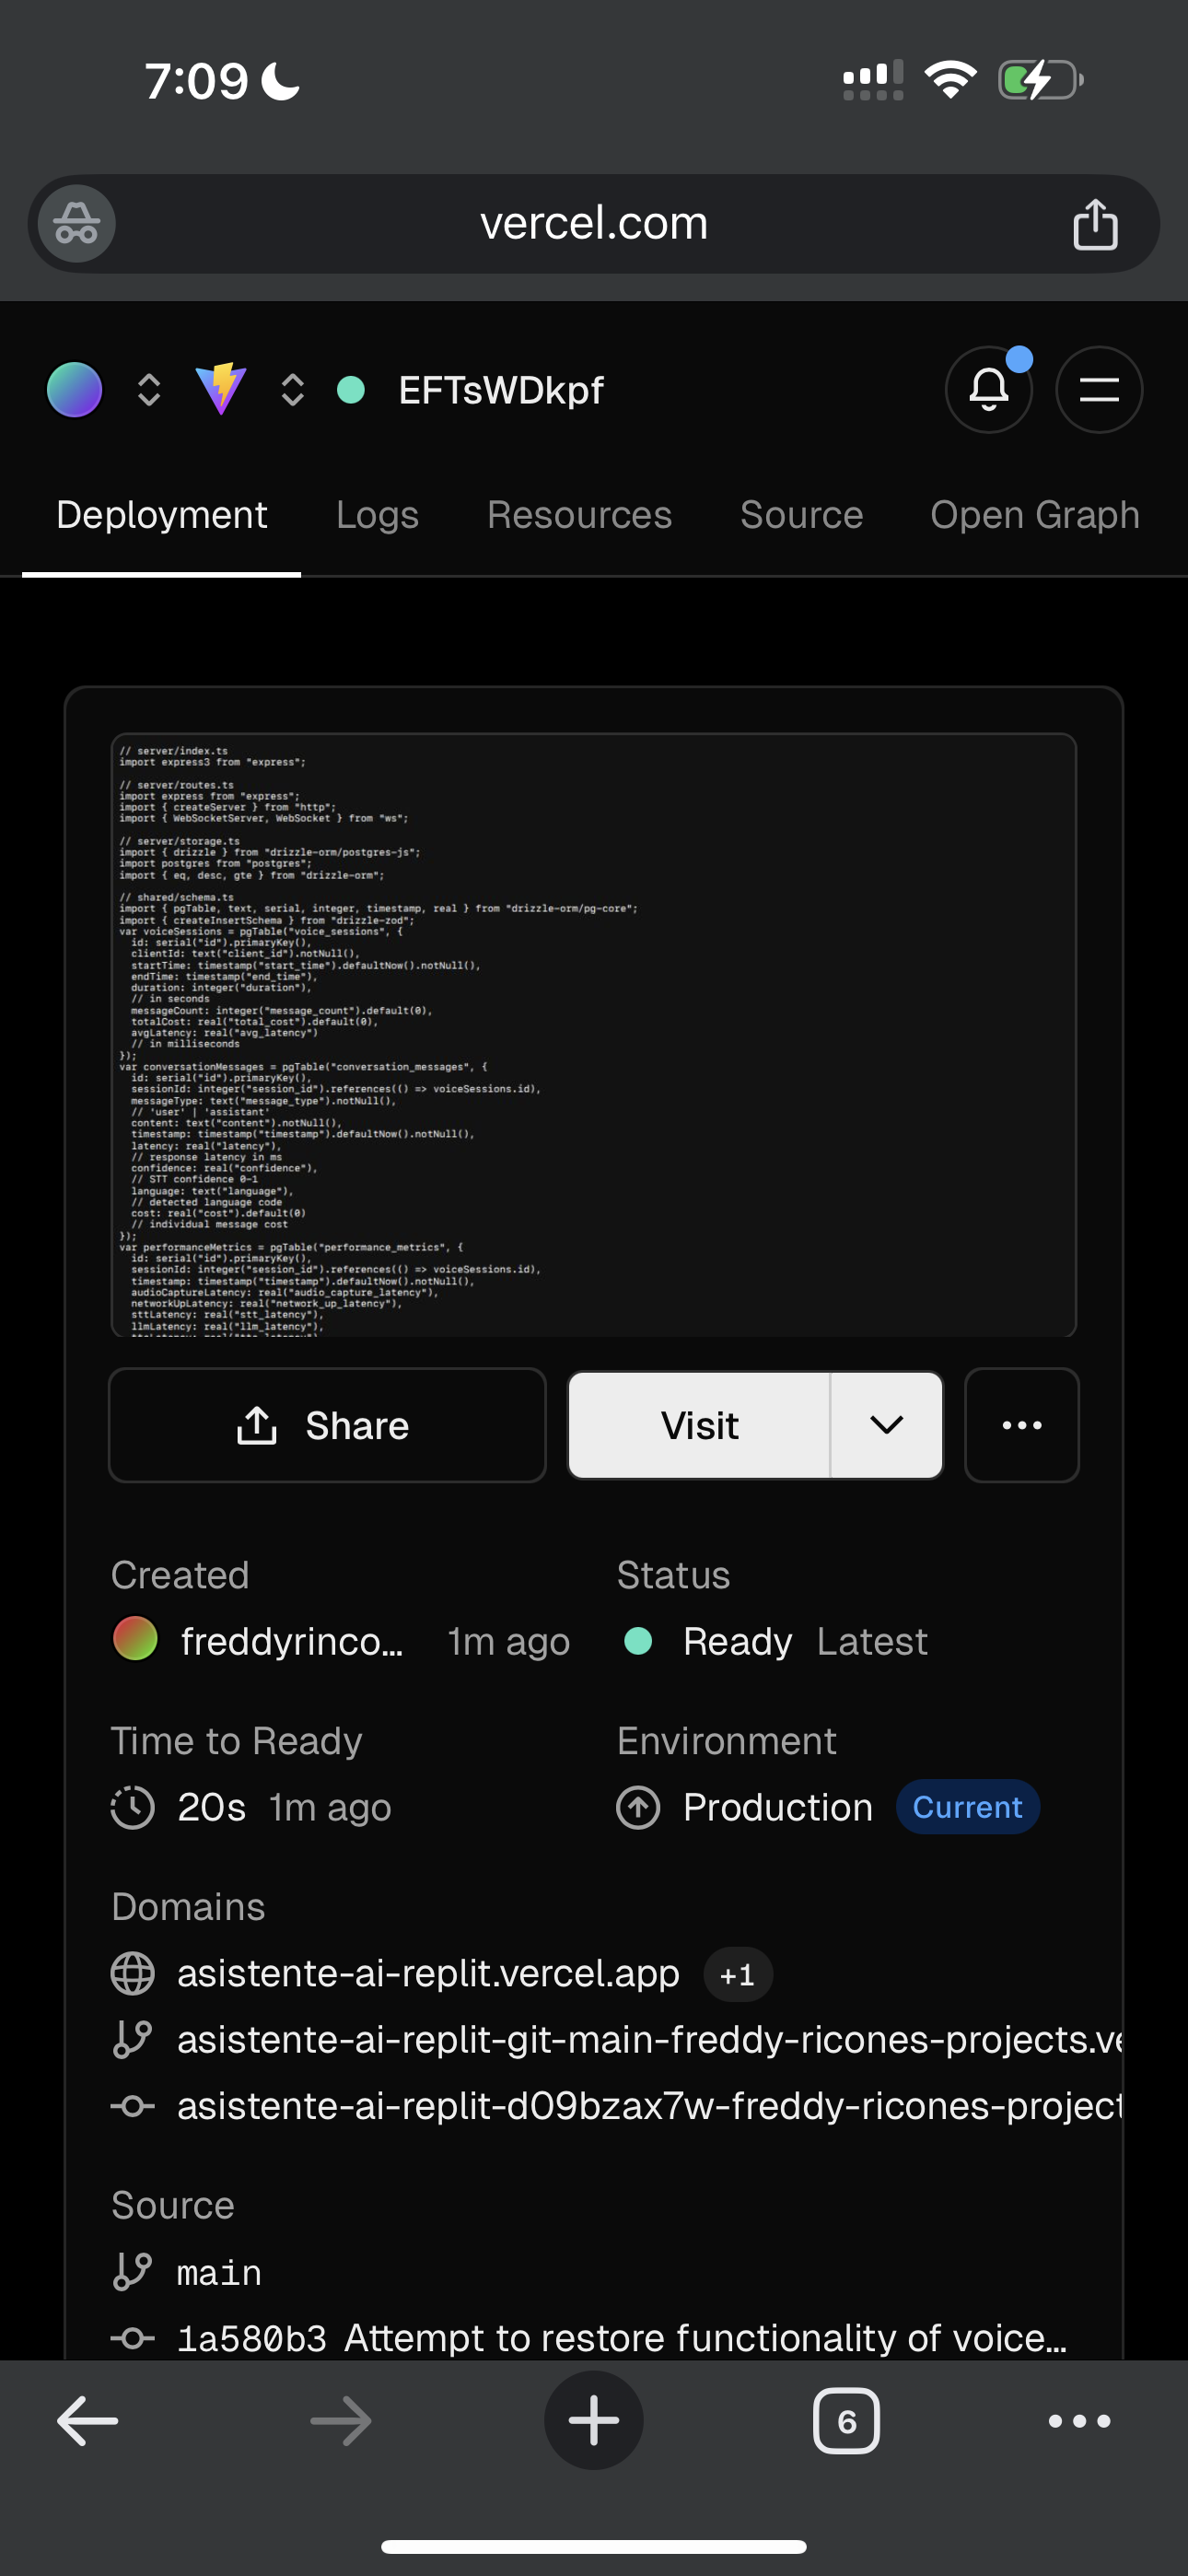 7:09
vercel.com
EFTsWDkpf
Deployment Logs Resources Source Open Graph
// server/index.ts
import express3 from "express";
// server/routes.ts
import express from "express";
import { createServer } from "http";
import { WebSocketServer, WebSocket } from "ws";
// server/storage.ts
import { drizzle } from "drizzle-orm/postgres-js";
import postgres from "postgres";
import { eq, desc, gte } from "drizzle-orm";
// shared/schema.ts
import { pgTable, text, serial, integer, timestamp, real } from "drizzle-orm/pg-core";
import { createInsertSchema } from "drizzle-zod";
var voiceSessions = pgTable("voice_sessions", {
id: serial("id").primaryKey(),
clientId: text("client_id").notNull(),
startTime: timestamp("start_time").defaultNow().notNull(),
endTime: timestamp("end_time"),
duration: integer("duration"),
// in seconds
messageCount: integer("message_count").default(0),
totalCost: real("total_cost").default(0),
avgLatency: real("avg_latency")
// in milliseconds
});
var conversationMessages = pgTable("conversation_messages", {
id: serial("id").primaryKey(),
sessionId: integer("session_id").references(() => voiceSessions.id),
messageType: text("message_type").notNull(),
// 'user' | 'assistant'
content: text("content").notNull(),
timestamp: timestamp("timestamp").defaultNow().notNull(),
latency: real("latency"),
// response latency in ms
confidence: real("confidence"),
// STT confidence 0-1
language: text("language"),
// detected language code
cost: real("cost").default(0)
// individual message cost
});
var performanceMetrics = pgTable("performance_metrics", {
id: serial("id").primaryKey(),
sessionId: integer("session_id").references(() => voiceSessions.id),
timestamp: timestamp("timestamp").defaultNow().notNull(),
audioCaptureLatency: real("audio_capture_latency"),
networkUpLatency: real("network_up_latency"),
sttLatency: real("stt_latency"),
llmLatency: real("llm_latency"),
Share Visit
Created Status
freddyrinco... 1m ago Ready Latest
Time to Ready Environment
20s 1m ago Production Current
Domains
asistente-ai-replit.vercel.app +1
asistente-ai-replit-git-main-freddy-ricones-projects.ve
asistente-ai-replit-d09bzax7w-freddy-ricones-project
Source
main
1a580b3 Attempt to restore functionality of voice...
6